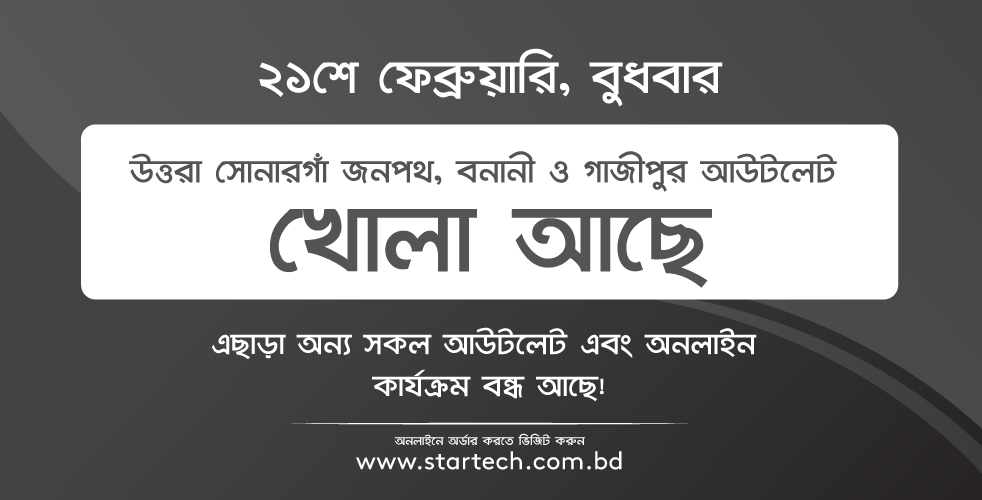 ২১শে ফেব্রুয়ারি, বুধবার
উত্তরা সোনারগাঁ জনপথ, বনানী ও গাজীপুর আউটলেট
খোলা আছে
এছাড়া অন্য সকল আউটলেট এবং অনলাইন
কার্যক্রম বন্ধ আছে!
অনলাইনে অর্ডার করতে ভিজিট করুন
www.startech.com.bd